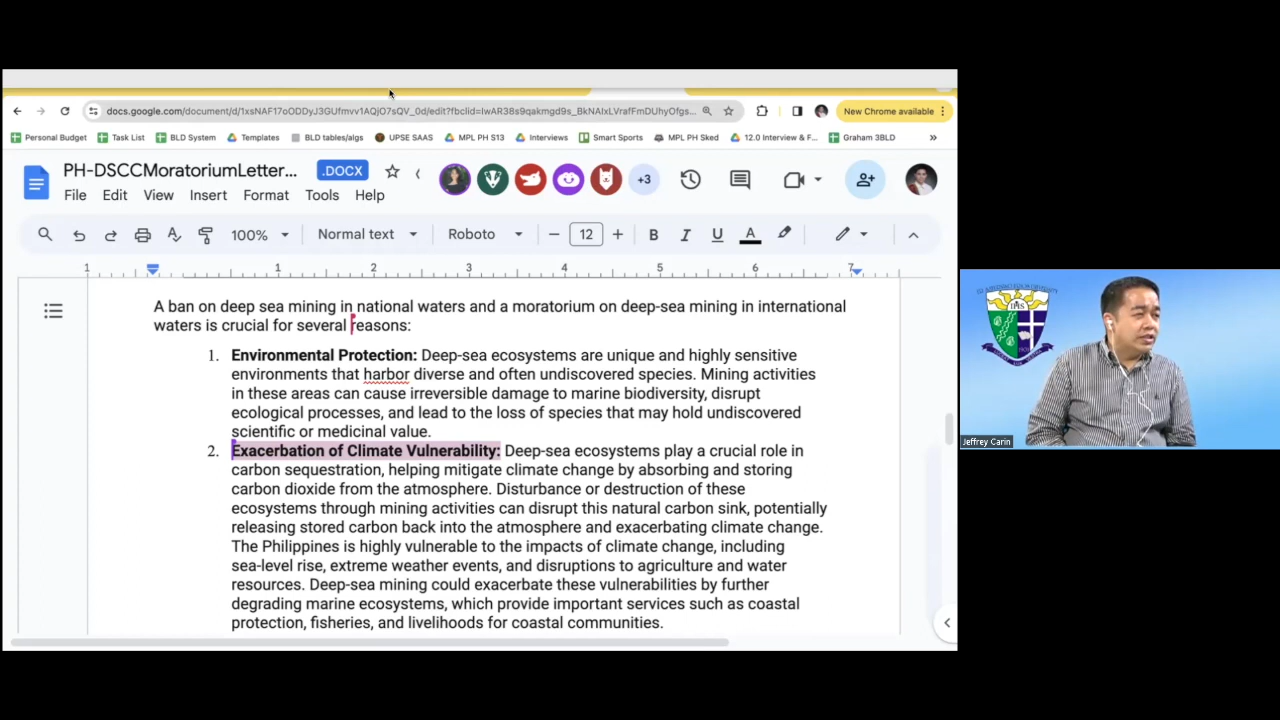 docs.google.com/document/d/1xsNAF17oODDyJ3GUfmvv1AQjO7sQV_0d/edit?fbclid=IwAR38s9qakmgd9s_BkNAIxLVrafFmDUhyOfgs...
New Chrome available
Personal Budget Task List BLD System Templates BLD tables/algs UPSE SAAS MPL PH S13 Interviews Smart Sports MPL PH Sked 12.0 Interview & F... Graham 3BLD »
PH-DSCCMoratoriumLetter... .DOCX
+3
File Edit View Insert Format Tools Help
100% Normal text Roboto − 12 + B I U A
1 1 2 3 4 5 6 7
A ban on deep sea mining in national waters and a moratorium on deep-sea mining in international
waters is crucial for several reasons:
1. Environmental Protection: Deep-sea ecosystems are unique and highly sensitive
environments that harbor diverse and often undiscovered species. Mining activities
in these areas can cause irreversible damage to marine biodiversity, disrupt
ecological processes, and lead to the loss of species that may hold undiscovered
scientific or medicinal value.
2. Exacerbation of Climate Vulnerability: Deep-sea ecosystems play a crucial role in
carbon sequestration, helping mitigate climate change by absorbing and storing
carbon dioxide from the atmosphere. Disturbance or destruction of these
ecosystems through mining activities can disrupt this natural carbon sink, potentially
releasing stored carbon back into the atmosphere and exacerbating climate change.
The Philippines is highly vulnerable to the impacts of climate change, including
sea-level rise, extreme weather events, and disruptions to agriculture and water
resources. Deep-sea mining could exacerbate these vulnerabilities by further
degrading marine ecosystems, which provide important services such as coastal
protection, fisheries, and livelihoods for coastal communities.
IHS
Jeffrey Carin